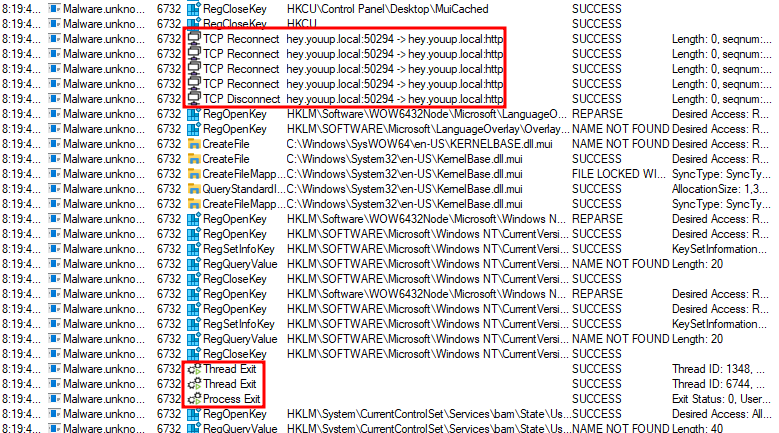 8:19:4... Malware.unkno... 6732 RegCloseKey HKCU\Control Panel\Desktop\MuiCached SUCCESS
8:19:4... Malware.unkno... 6732 RegCloseKey HKCU SUCCESS
8:19:4... Malware.unkno... 6732 TCP Reconnect hey.youup.local:50294 -> hey.youup.local:http SUCCESS Length: 0, seqnum:...
8:19:4... Malware.unkno... 6732 TCP Reconnect hey.youup.local:50294 -> hey.youup.local:http SUCCESS Length: 0, seqnum:...
8:19:4... Malware.unkno... 6732 TCP Reconnect hey.youup.local:50294 -> hey.youup.local:http SUCCESS Length: 0, seqnum:...
8:19:4... Malware.unkno... 6732 TCP Reconnect hey.youup.local:50294 -> hey.youup.local:http SUCCESS Length: 0, seqnum:...
8:19:4... Malware.unkno... 6732 TCP Disconnect hey.youup.local:50294 -> hey.youup.local:http SUCCESS Length: 0, seqnum:...
8:19:4... Malware.unkno... 6732 RegOpenKey HKLM\Software\WOW6432Node\Microsoft\LanguageO... REPARSE Desired Access: R...
8:19:4... Malware.unkno... 6732 RegOpenKey HKLM\SOFTWARE\Microsoft\LanguageOverlay\Overlay... NAME NOT FOUND Desired Access: R...
8:19:4... Malware.unkno... 6732 CreateFile C:\Windows\SysWOW64\en-US\KERNELBASE.dll.mui NAME NOT FOUND Desired Access: R...
8:19:4... Malware.unkno... 6732 CreateFile C:\Windows\System32\en-US\KernelBase.dll.mui SUCCESS Desired Access: R...
8:19:4... Malware.unkno... 6732 CreateFileMapp... C:\Windows\System32\en-US\KernelBase.dll.mui FILE LOCKED WI... SyncType: SyncTy...
8:19:4... Malware.unkno... 6732 QueryStandardI... C:\Windows\System32\en-US\KernelBase.dll.mui SUCCESS AllocationSize: 1,3...
8:19:4... Malware.unkno... 6732 CreateFileMapp... C:\Windows\System32\en-US\KernelBase.dll.mui SUCCESS SyncType: SyncTy...
8:19:4... Malware.unkno... 6732 RegOpenKey HKLM\Software\WOW6432Node\Microsoft\Windows N... REPARSE Desired Access: R...
8:19:4... Malware.unkno... 6732 RegOpenKey HKLM\SOFTWARE\Microsoft\Windows NT\CurrentVersi... SUCCESS Desired Access: R...
8:19:4... Malware.unkno... 6732 RegSetInfoKey HKLM\SOFTWARE\Microsoft\Windows NT\CurrentVersi... SUCCESS KeySetInformation...
8:19:4... Malware.unkno... 6732 RegQueryValue HKLM\SOFTWARE\Microsoft\Windows NT\CurrentVersi... NAME NOT FOUND Length: 20
8:19:4... Malware.unkno... 6732 RegCloseKey HKLM\SOFTWARE\Microsoft\Windows NT\CurrentVersi... SUCCESS
8:19:4... Malware.unkno... 6732 RegOpenKey HKLM\Software\WOW6432Node\Microsoft\Windows N... REPARSE Desired Access: R...
8:19:4... Malware.unkno... 6732 RegOpenKey HKLM\SOFTWARE\Microsoft\Windows NT\CurrentVersi... SUCCESS Desired Access: R...
8:19:4... Malware.unkno... 6732 RegSetInfoKey HKLM\SOFTWARE\Microsoft\Windows NT\CurrentVersi... SUCCESS KeySetInformation...
8:19:4... Malware.unkno... 6732 RegQueryValue HKLM\SOFTWARE\Microsoft\Windows NT\CurrentVersi... NAME NOT FOUND Length: 20
8:19:4... Malware.unkno... 6732 RegCloseKey HKLM\SOFTWARE\Microsoft\Windows NT\CurrentVersi... SUCCESS
8:19:4... Malware.unkno... 6732 Thread Exit SUCCESS Thread ID: 1348, ...
8:19:4... Malware.unkno... 6732 Thread Exit SUCCESS Thread ID: 6744, ...
8:19:4... Malware.unkno... 6732 Process Exit SUCCESS Exit Status: 0, User...
8:19:4... Malware.unkno... 6732 RegOpenKey HKLM\System\CurrentControlSet\Services\bam\State\Us... SUCCESS Desired Access: All...
8:19:4... Malware.unkno... 6732 RegQueryValue HKLM\System\CurrentControlSet\Services\bam\State\Us... NAME NOT FOUND Length: 40